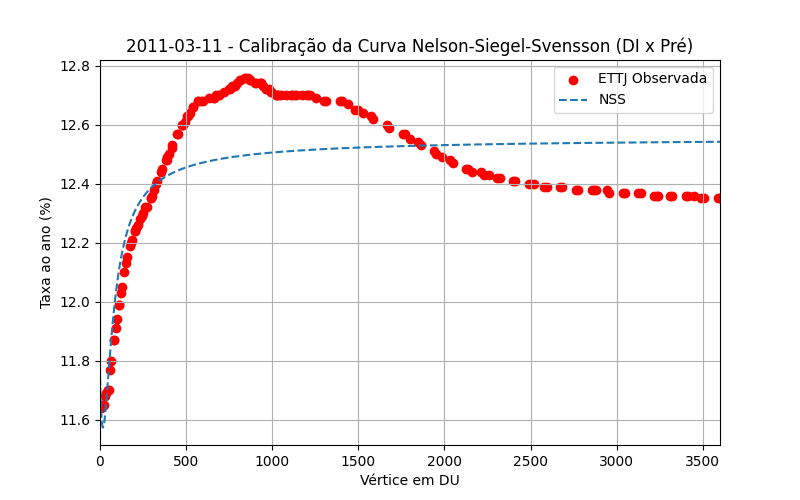 2011-03-11 - Calibração da Curva Nelson-Siegel-Svensson (DI x Pré)
ETTJ Observada
NSS
Taxa ao ano (%)
12.8
12.6
12.4
12.2
12.0
11.8
11.6
0 500 1000 1500 2000 2500 3000 3500
Vértice em DU